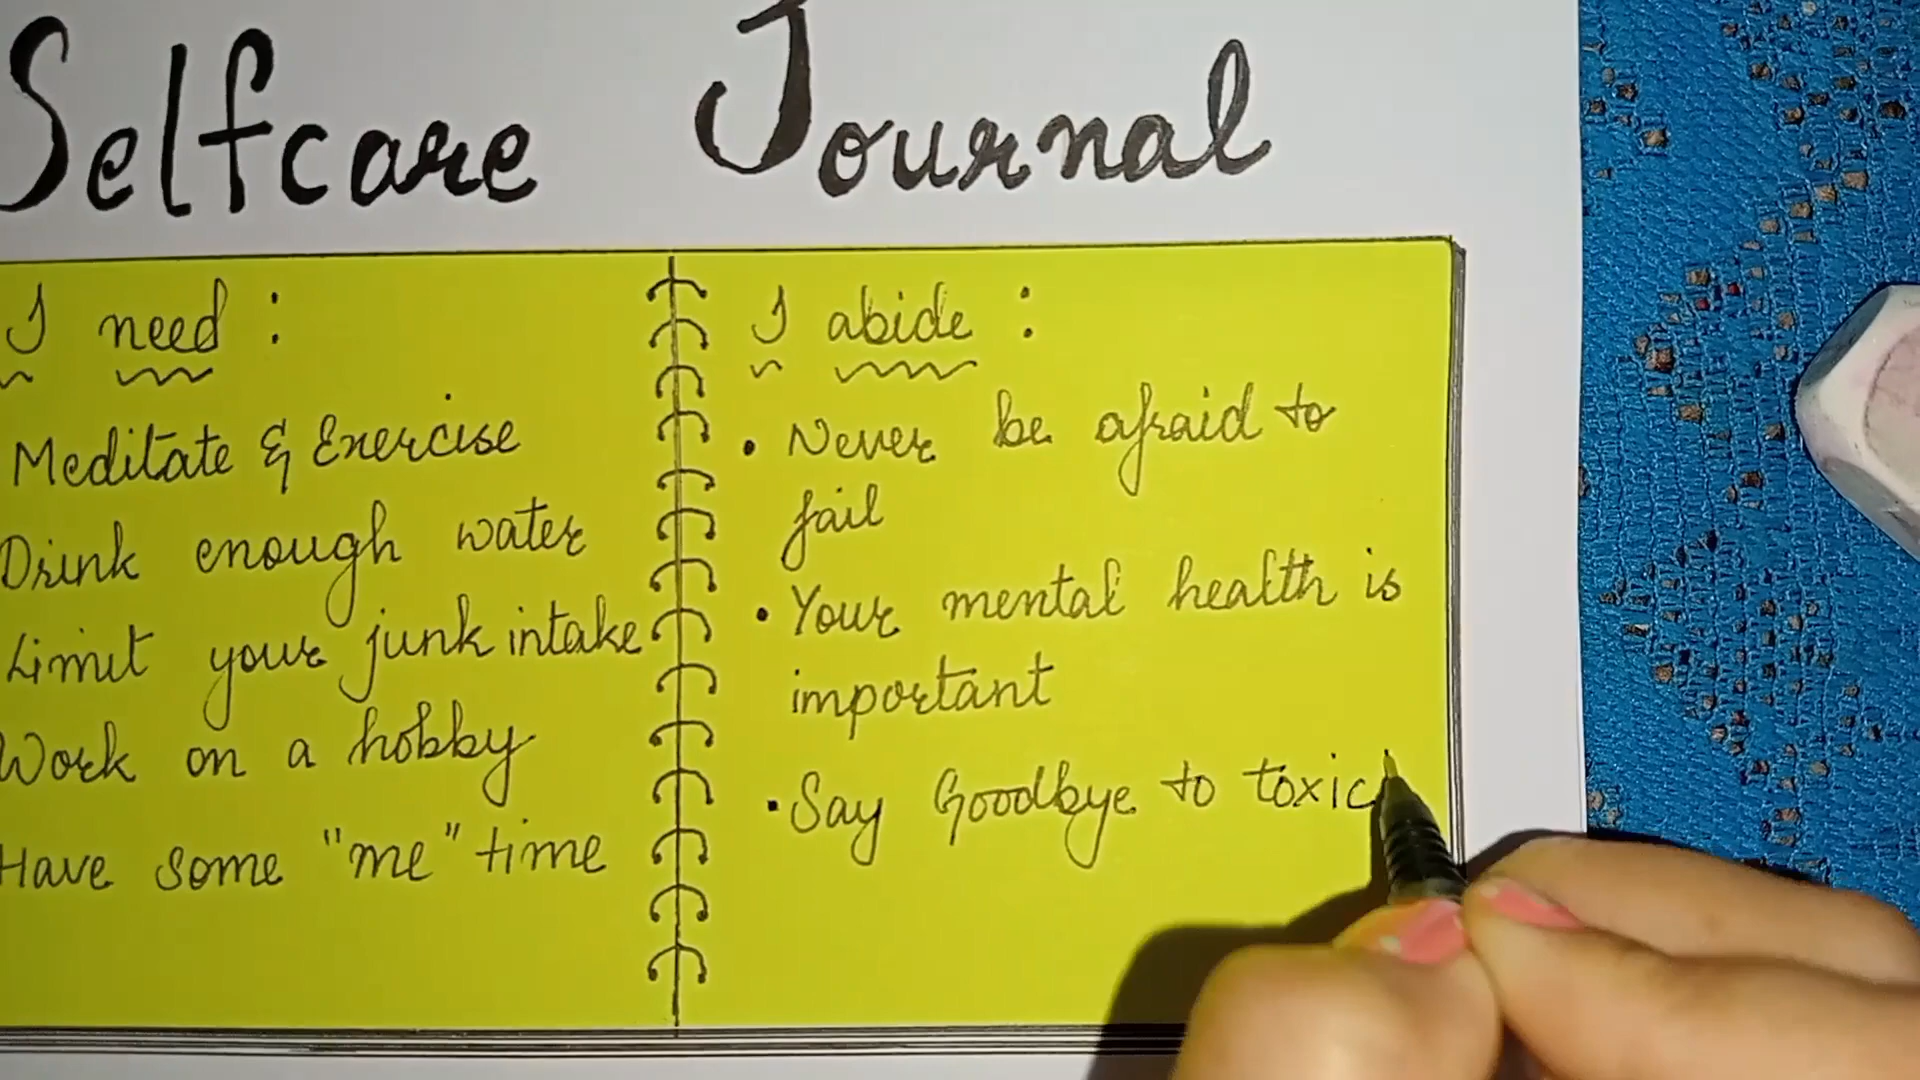 Selfcare Journal
I need :
Meditate & Exercise
Drink enough water
Limit your junk intake
Work on a hobby
Have some "me" time
I abide :
• Never be afraid to
fail
• Your mental health is
important
• Say Goodbye to toxic